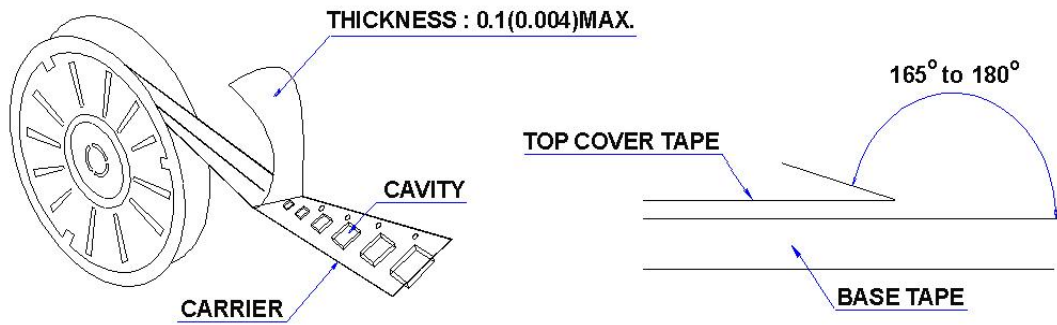 THICKNESS : 0.1(0.004)MAX.
CAVITY
CARRIER
165° to 180°
TOP COVER TAPE
BASE TAPE